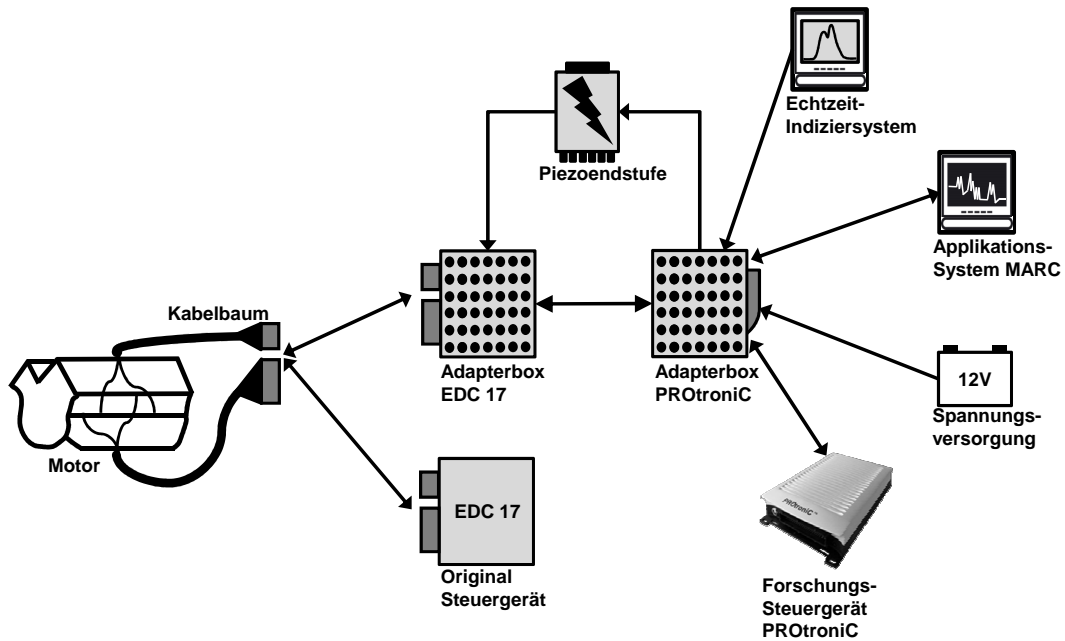 Echtzeit-
Indiziersystem
Piezoendstufe
Applikations-
System MARC
Kabelbaum
Adapterbox
EDC 17
Adapterbox
PROtroniC
12V
Spannungs-
versorgung
Motor
EDC 17
PROtroniC™
Original
Steuergerät
Forschungs-
Steuergerät
PROtroniC